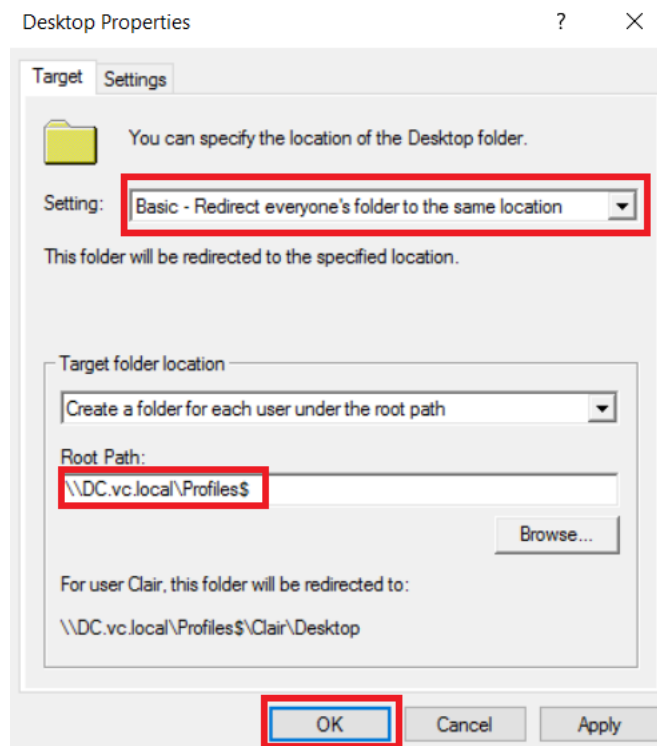 Desktop Properties ?
Target Settings
You can specify the location of the Desktop folder.
Setting: Basic - Redirect everyone's folder to the same location
This folder will be redirected to the specified location.
Target folder location
Create a folder for each user under the root path
Root Path:
\\DC.vc.local\Profiles$
Browse...
For user Clair, this folder will be redirected to:
\\DC.vc.local\Profiles$\Clair\Desktop
OK Cancel Apply